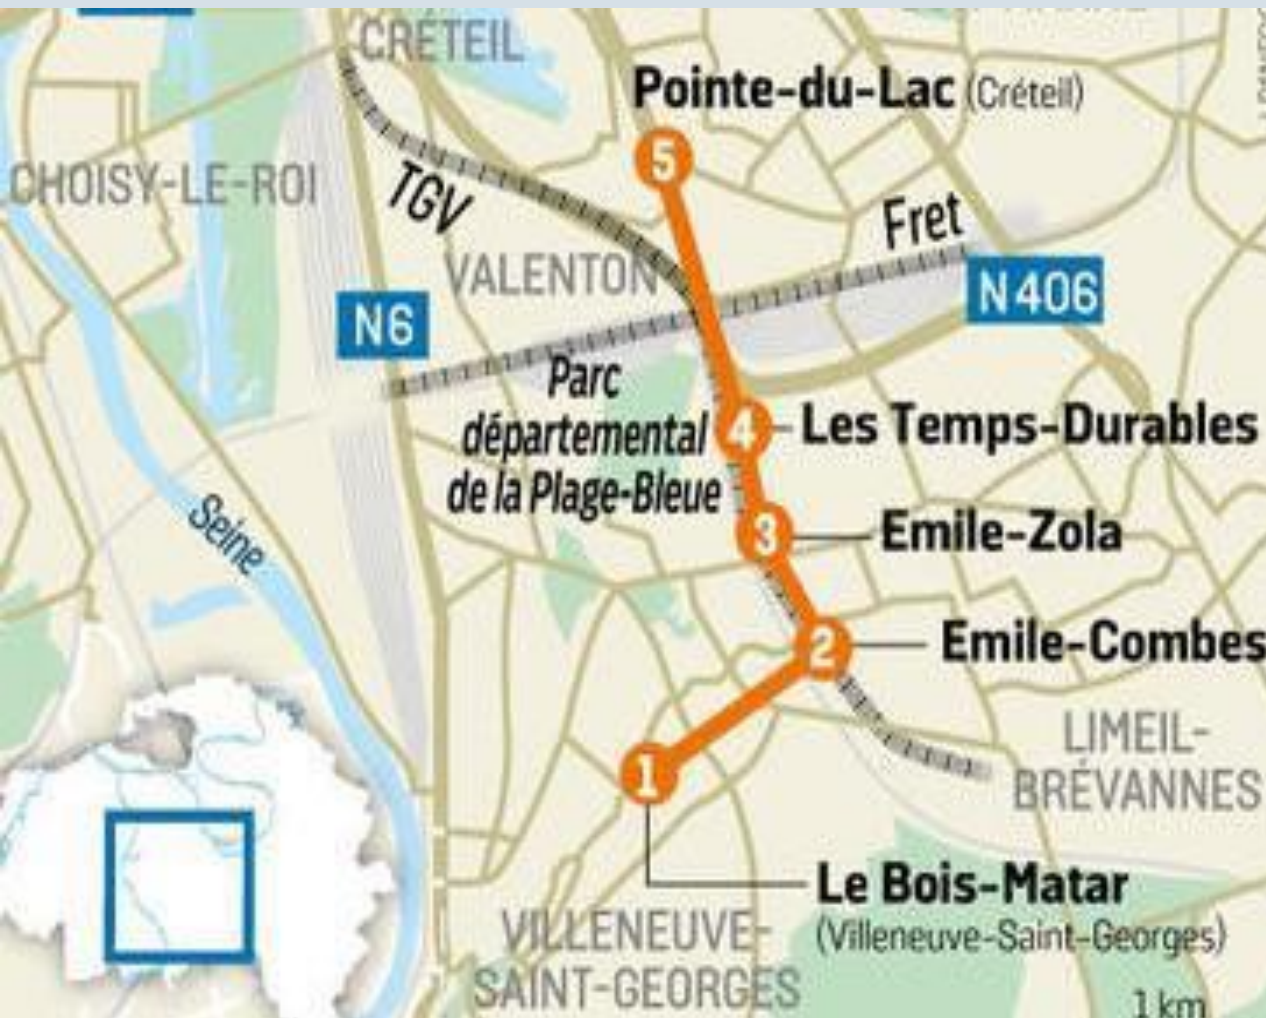 CRÉTEIL
Pointe-du-Lac (Créteil)
5
CHOISY-LE-ROI
TGV
Fret
VALENTON
N 406
N6
Parc
départemental
de la Plage-Bleue
4
Les Temps-Durables
Seine
3
Emile-Zola
2
Emile-Combes
LIMEIL-
BRÉVANNES
1
Le Bois-Matar
(Villeneuve-Saint-Georges)
VILLENEUVE-
SAINT-GEORGES
1 km